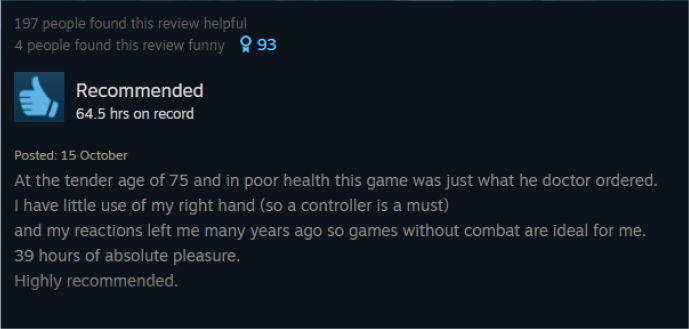 197 people found this review helpful
4 people found this review funny 93
Recommended
64.5 hrs on record
Posted: 15 October
At the tender age of 75 and in poor health this game was just what he doctor ordered.
I have little use of my right hand (so a controller is a must)
and my reactions left me many years ago so games without combat are ideal for me.
39 hours of absolute pleasure.
Highly recommended.